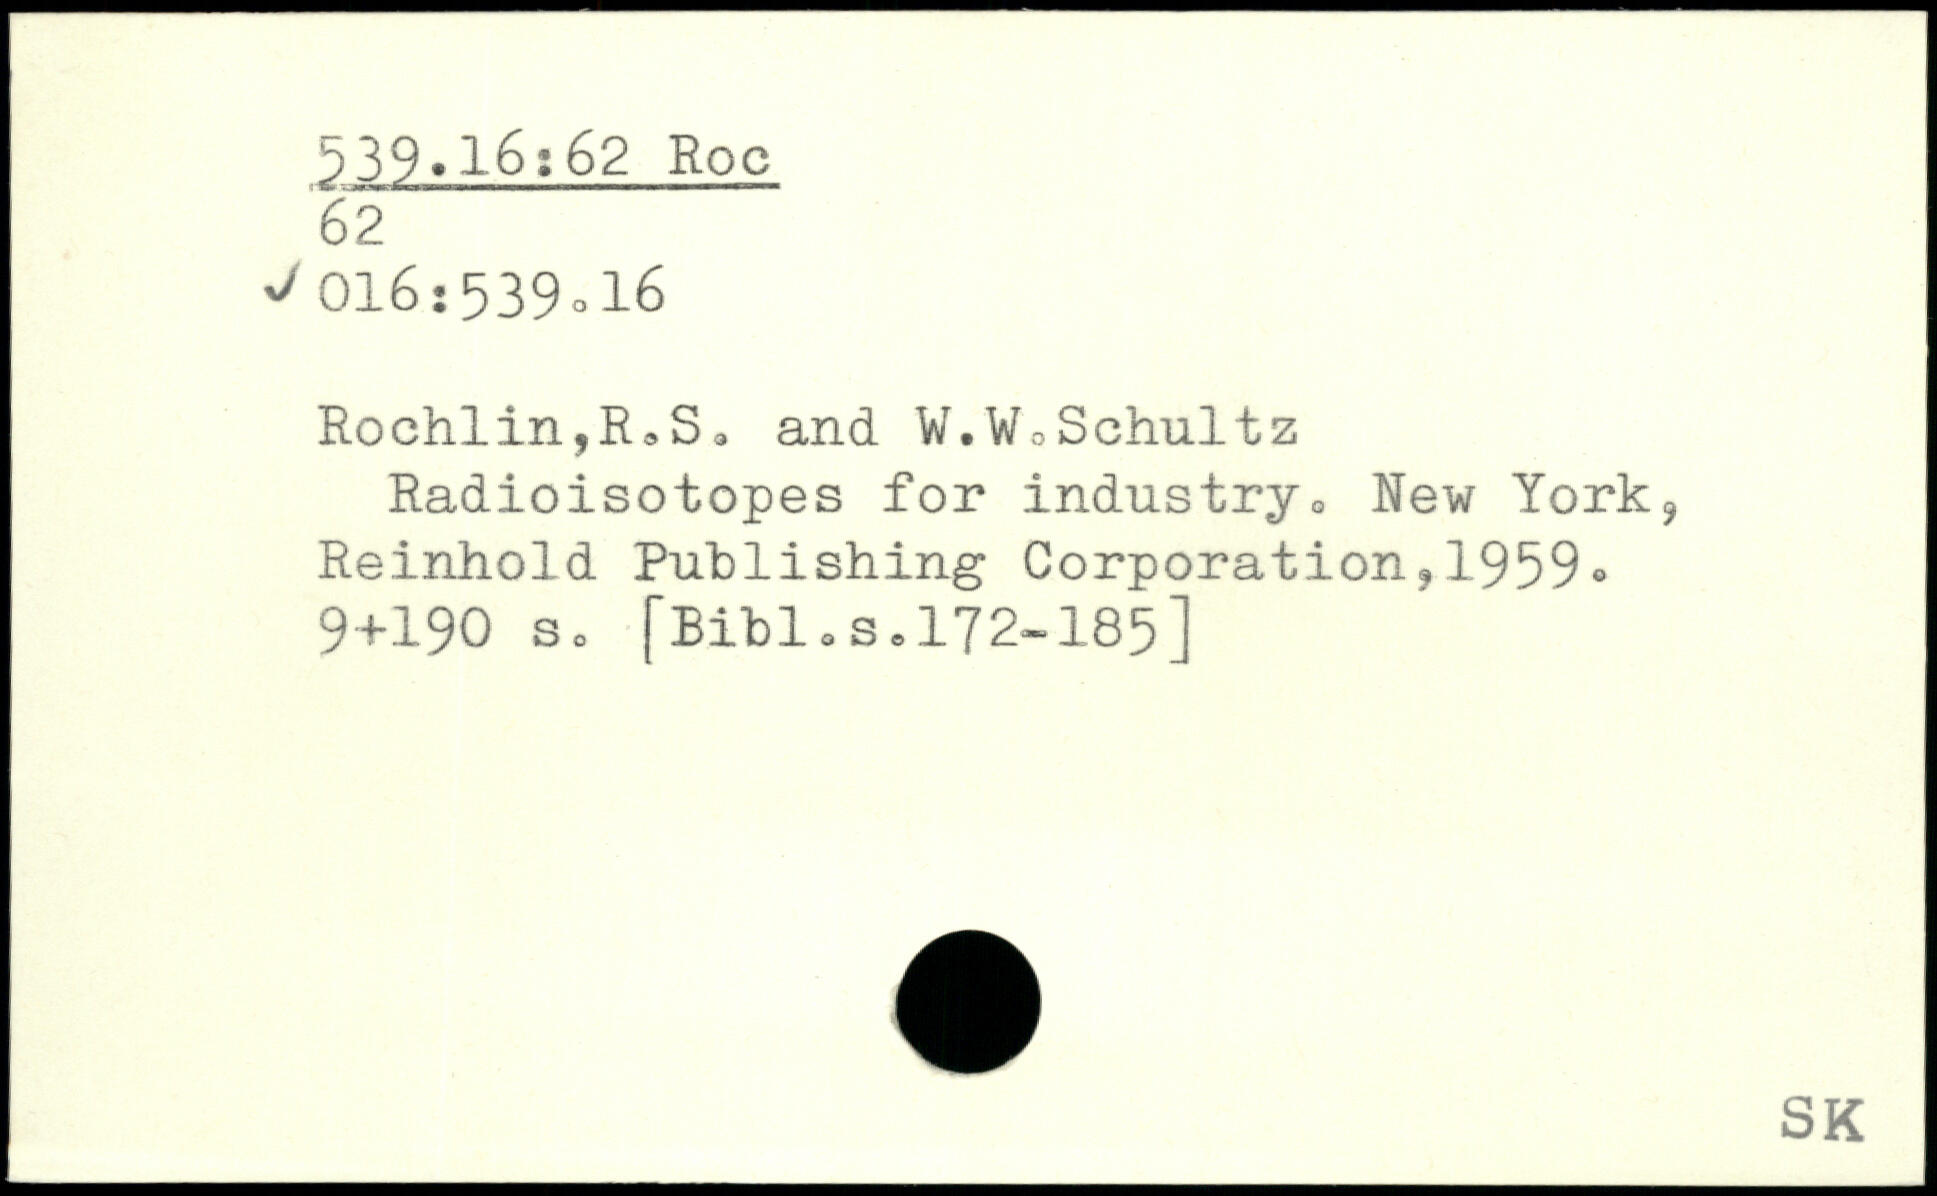 539.16:62 Roc
62
✓ 016:539.16
Rochlin,R.S. and W.W.Schultz
Radioisotopes for industry. New York,
Reinhold Publishing Corporation,1959.
9+190 s. [Bibl.s.172-185]
SK